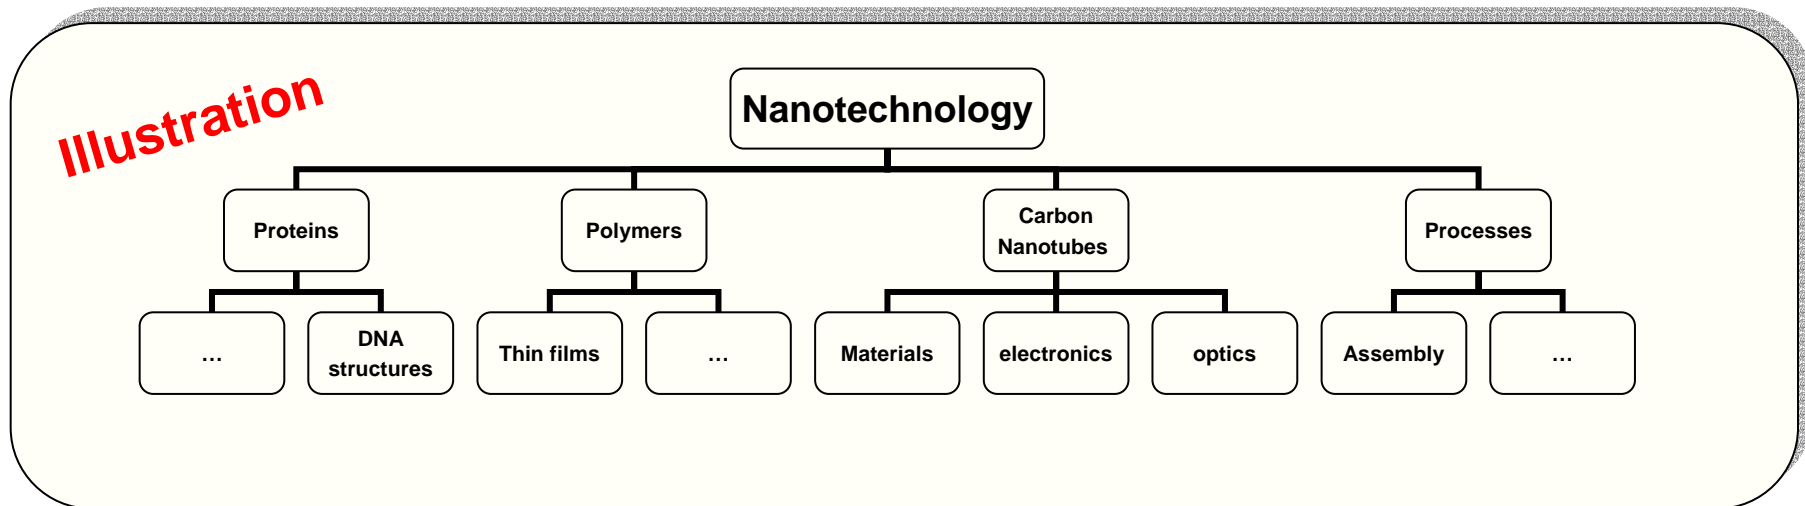 Illustration
Nanotechnology
Proteins
Polymers
Carbon
Nanotubes
Processes
…
DNA
structures
Thin films
…
Materials
electronics
optics
Assembly
…